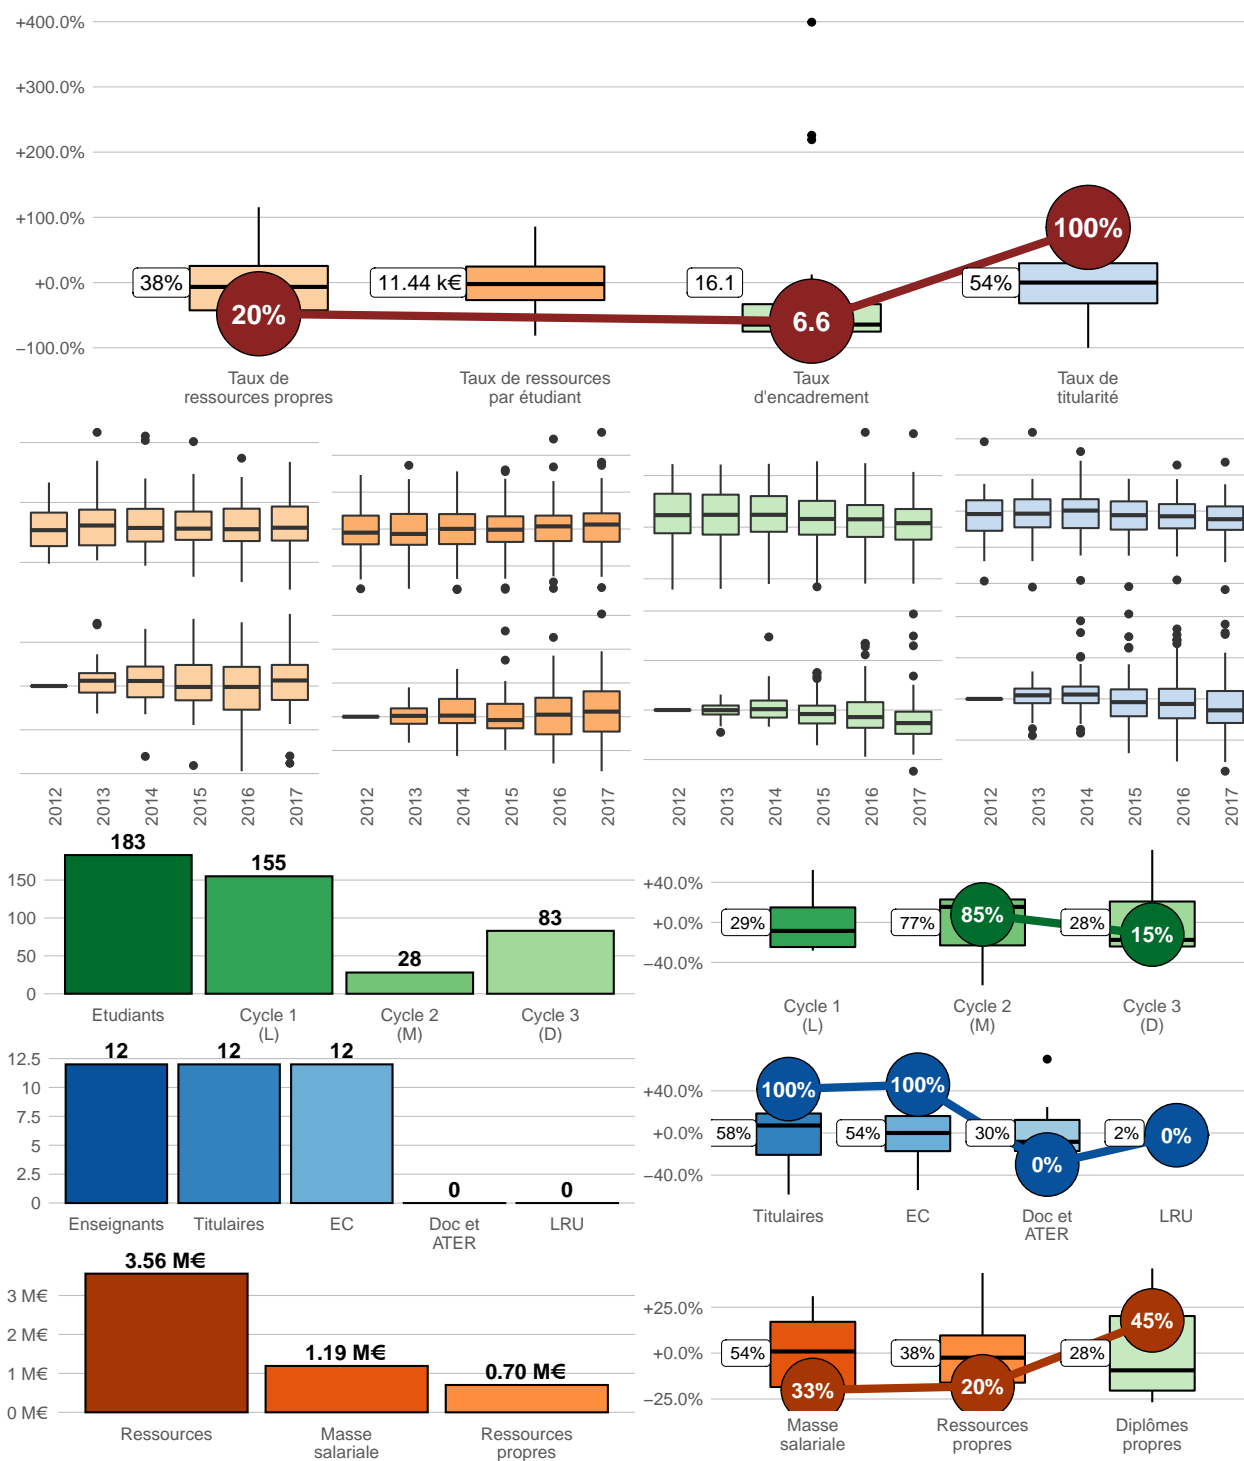 +400.0%
+300.0%
+200.0%
+100.0%
+0.0%
−100.0%
38%
11.44 k€
16.1
54%
20%
6.6
100%
Taux de
ressources propres
Taux de ressources
par étudiant
Taux
d'encadrement
Taux de
titularité
2012 2013 2014 2015 2016 2017
2012 2013 2014 2015 2016 2017
2012 2013 2014 2015 2016 2017
2012 2013 2014 2015 2016 2017
183
155
28
83
150
100
50
0
Etudiants
Cycle 1
(L)
Cycle 2
(M)
Cycle 3
(D)
+40.0%
+0.0%
−40.0%
29%
77%
85%
28%
15%
Cycle 1
(L)
Cycle 2
(M)
Cycle 3
(D)
12
12
12
0
0
12.5
10
7.5
5
2.5
0
Enseignants
Titulaires
EC
Doc et
ATER
LRU
+40.0%
+0.0%
−40.0%
100%
100%
58%
54%
30%
0%
2%
0%
Titulaires
EC
Doc et
ATER
LRU
3.56 M€
1.19 M€
0.70 M€
3 M€
2 M€
1 M€
0 M€
Ressources
Masse
salariale
Ressources
propres
+25.0%
+0.0%
−25.0%
54%
38%
28%
33%
20%
45%
Masse
salariale
Ressources
propres
Diplômes
propres